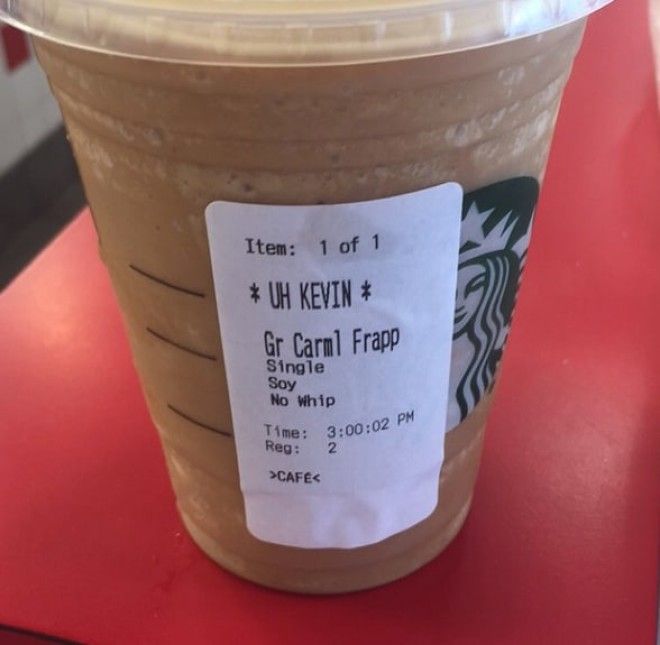 Item: 1 of 1
* UH KEVIN *
Gr Carml Frapp
Single
Soy
No Whip
Time: 3:00:02 PM
Reg: 2
>CAFE<